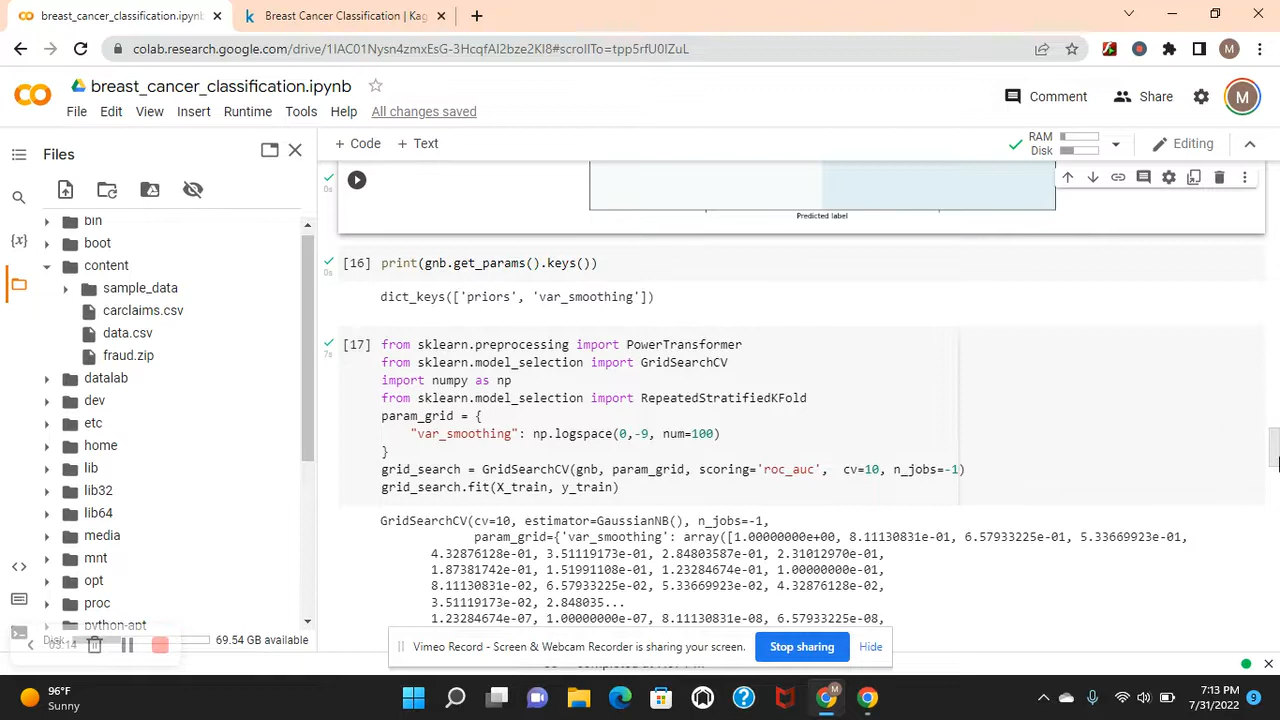 breast_cancer_classification.ipynb
Breast Cancer Classification | Kag
colab.research.google.com/drive/1IAC01Nysn4zmxEsG-3HcqfAI2bze2KI8#scrollTo=tpp5rfU0IZuL
M
breast_cancer_classification.ipynb
Comment
Share
M
File Edit View Insert Runtime Tools Help All changes saved
Files
+ Code + Text
RAM
Disk
Editing
bin
boot
content
sample_data
carclaims.csv
data.csv
fraud.zip
datalab
dev
etc
home
lib
lib32
lib64
media
mnt
opt
proc
python-apt
Disk 69.54 GB available
03:14
0s
Predicted label
0s
[16] print(gnb.get_params().keys())
dict_keys(['priors', 'var_smoothing'])
7s
[17] from sklearn.preprocessing import PowerTransformer
from sklearn.model_selection import GridSearchCV
import numpy as np
from sklearn.model_selection import RepeatedStratifiedKFold
param_grid = {
"var_smoothing": np.logspace(0,-9, num=100)
}
grid_search = GridSearchCV(gnb, param_grid, scoring='roc_auc', cv=10, n_jobs=-1)
grid_search.fit(X_train, y_train)
GridSearchCV(cv=10, estimator=GaussianNB(), n_jobs=-1,
param_grid={'var_smoothing': array([1.00000000e+00, 8.11130831e-01, 6.57933225e-01, 5.33669923e-01,
4.32876128e-01, 3.51119173e-01, 2.84803587e-01, 2.31012970e-01,
1.87381742e-01, 1.51991108e-01, 1.23284674e-01, 1.00000000e-01,
8.11130831e-02, 6.57933225e-02, 5.33669923e-02, 4.32876128e-02,
3.51119173e-02, 2.848035...
1.23284674e-07, 1.00000000e-07, 8.11130831e-08, 6.57933225e-08,
Vimeo Record - Screen & Webcam Recorder is sharing your screen.
Stop sharing
Hide
96°F
Sunny
M
7:13 PM
7/31/2022
9